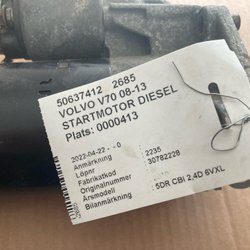 50637412 2685
VOLVO V70 08-13
STARTMOTOR DIESEL
Plats: 0000413
2022-04-22 - -0
Anmärkning :
Löpnr : 2235
Fabrikatkod : 30782228
Originalnummer :
Årsmodell :
Bilanmärkning : 5DR CBI 2,4D 6VXL